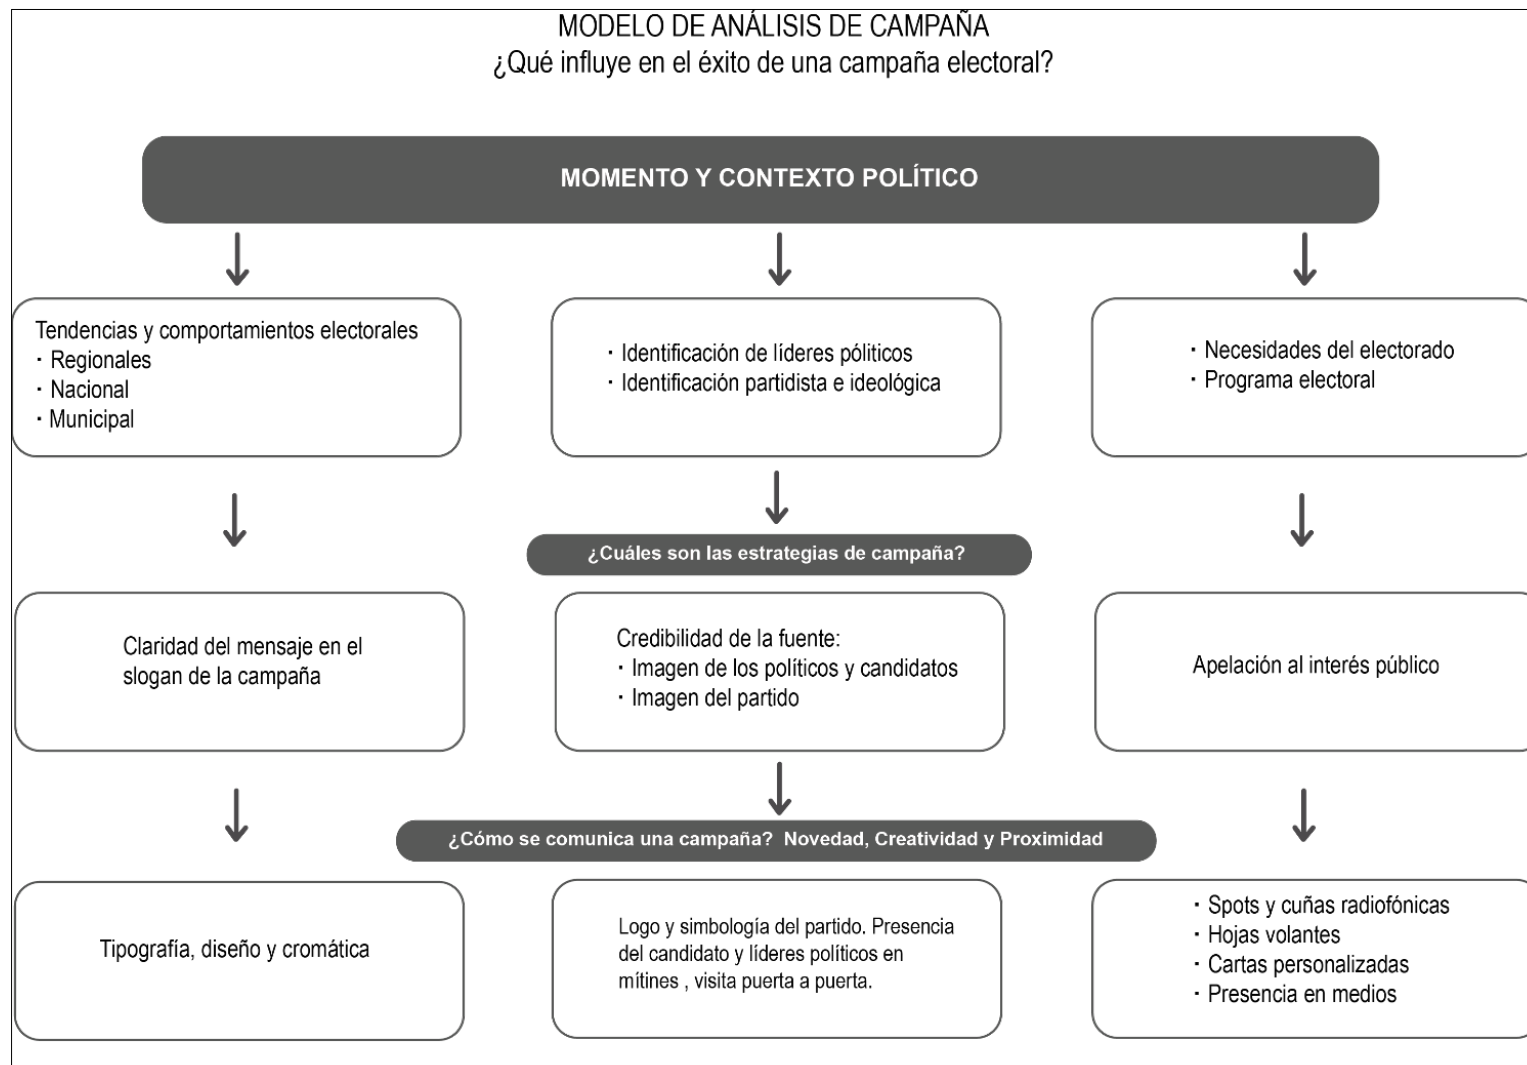 MODELO DE ANÁLISIS DE CAMPAÑA
¿Qué influye en el éxito de una campaña electoral?
MOMENTO Y CONTEXTO POLÍTICO
Tendencias y comportamientos electorales
· Regionales
· Nacional
· Municipal
· Identificación de líderes póliticos
· Identificación partidista e ideológica
· Necesidades del electorado
· Programa electoral
¿Cuáles son las estrategias de campaña?
Claridad del mensaje en el
slogan de la campaña
Credibilidad de la fuente:
· Imagen de los políticos y candidatos
· Imagen del partido
Apelación al interés público
¿Cómo se comunica una campaña?  Novedad, Creatividad y Proximidad
Tipografía, diseño y cromática
Logo y simbología del partido. Presencia
del candidato y líderes políticos en
mítines , visita puerta a puerta.
· Spots y cuñas radiofónicas
· Hojas volantes
· Cartas personalizadas
· Presencia en medios